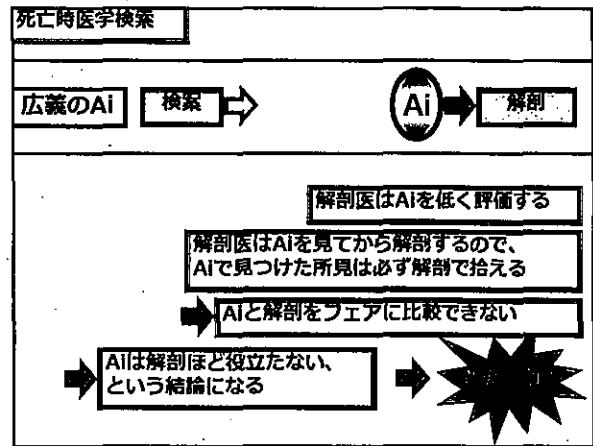 死亡時医学検索
広義のAi
検案
Ai
解剖
解剖医はAiを低く評価する
解剖医はAiを見てから解剖するので、
Aiで見つけた所見は必ず解剖で拾える
Aiと解剖をフェアに比較できない
Aiは解剖ほど役立たない、
という結論になる